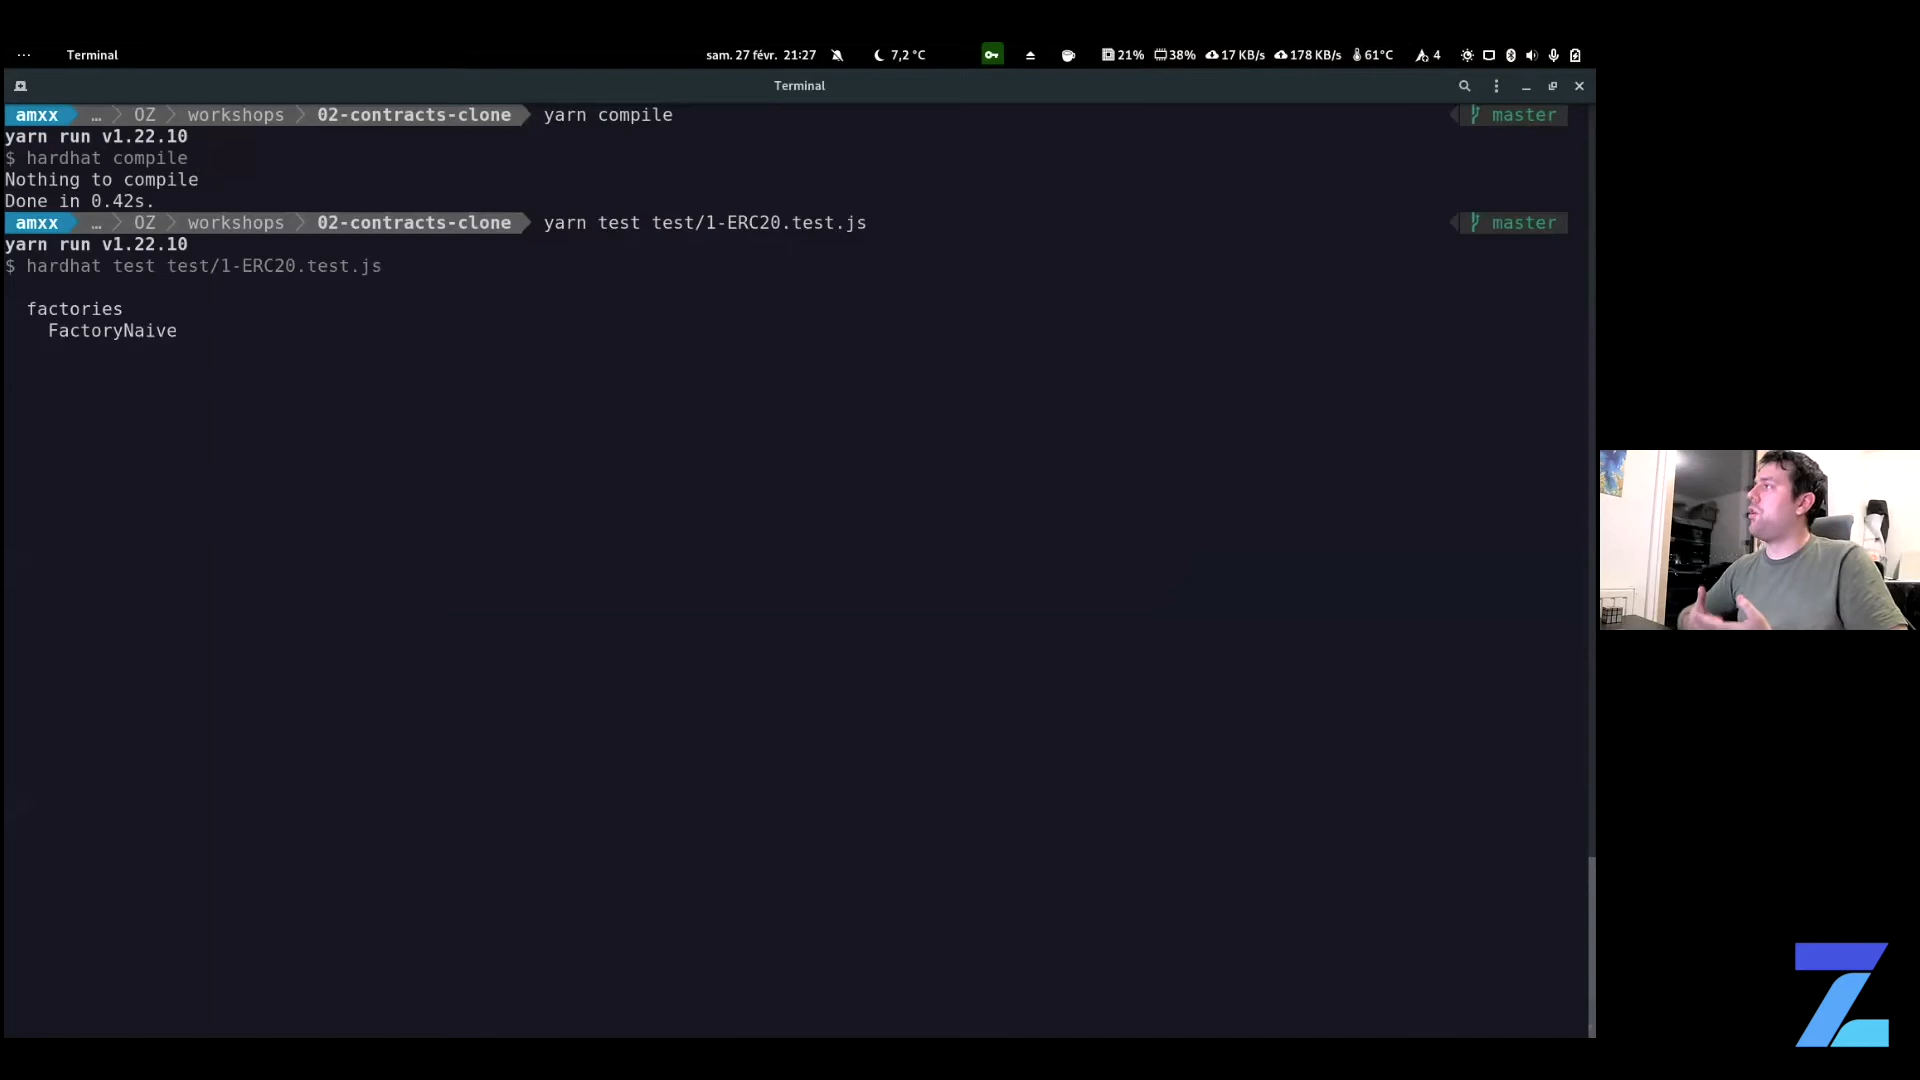 ... Terminal sam. 27 févr. 21:27 7,2 °C 21% 38% 17 KB/s 178 KB/s 61°C 4
Terminal
amxx … OZ workshops 02-contracts-clone yarn compile master
yarn run v1.22.10
$ hardhat compile
Nothing to compile
Done in 0.42s.
amxx … OZ workshops 02-contracts-clone yarn test test/1-ERC20.test.js master
yarn run v1.22.10
$ hardhat test test/1-ERC20.test.js
factories
FactoryNaive